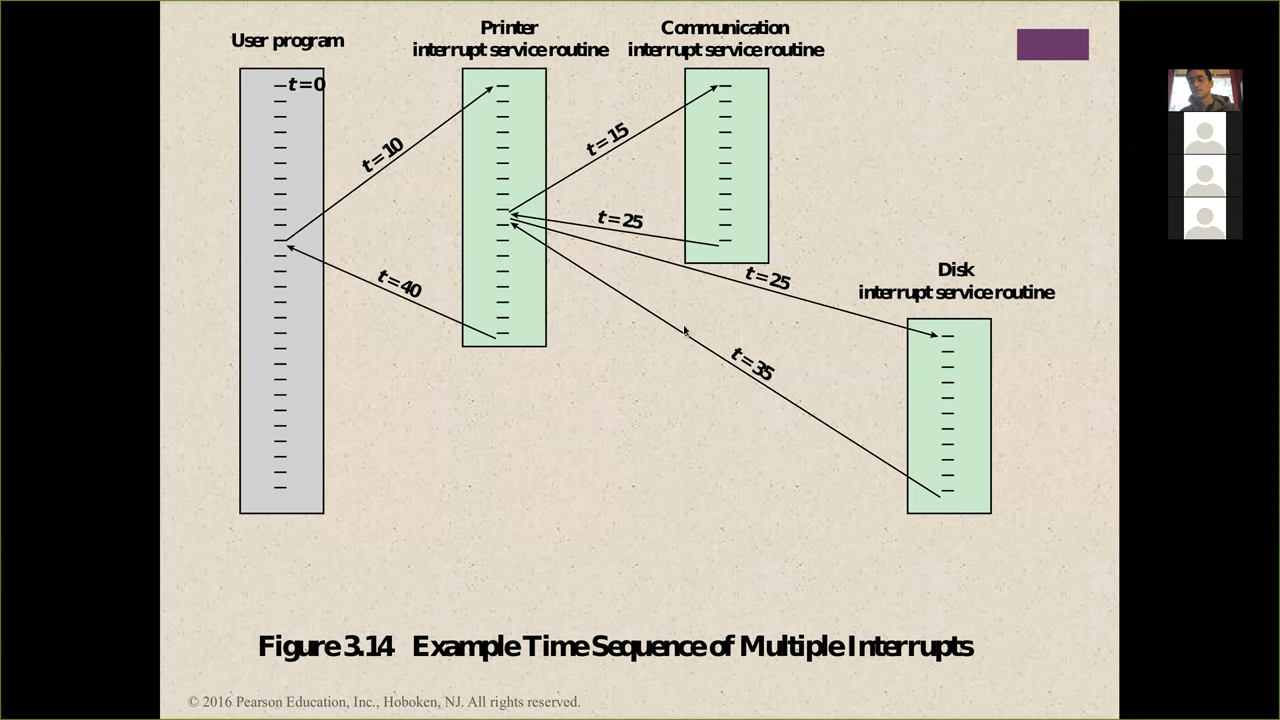 User program
Printer
interrupt service routine
Communication
interrupt service routine
t = 0
t = 10
t = 15
t = 25
t = 40
t = 25
Disk
interrupt service routine
t = 35
Figure 3.14 Example Time Sequence of Multiple Interrupts
© 2016 Pearson Education, Inc., Hoboken, NJ. All rights reserved.